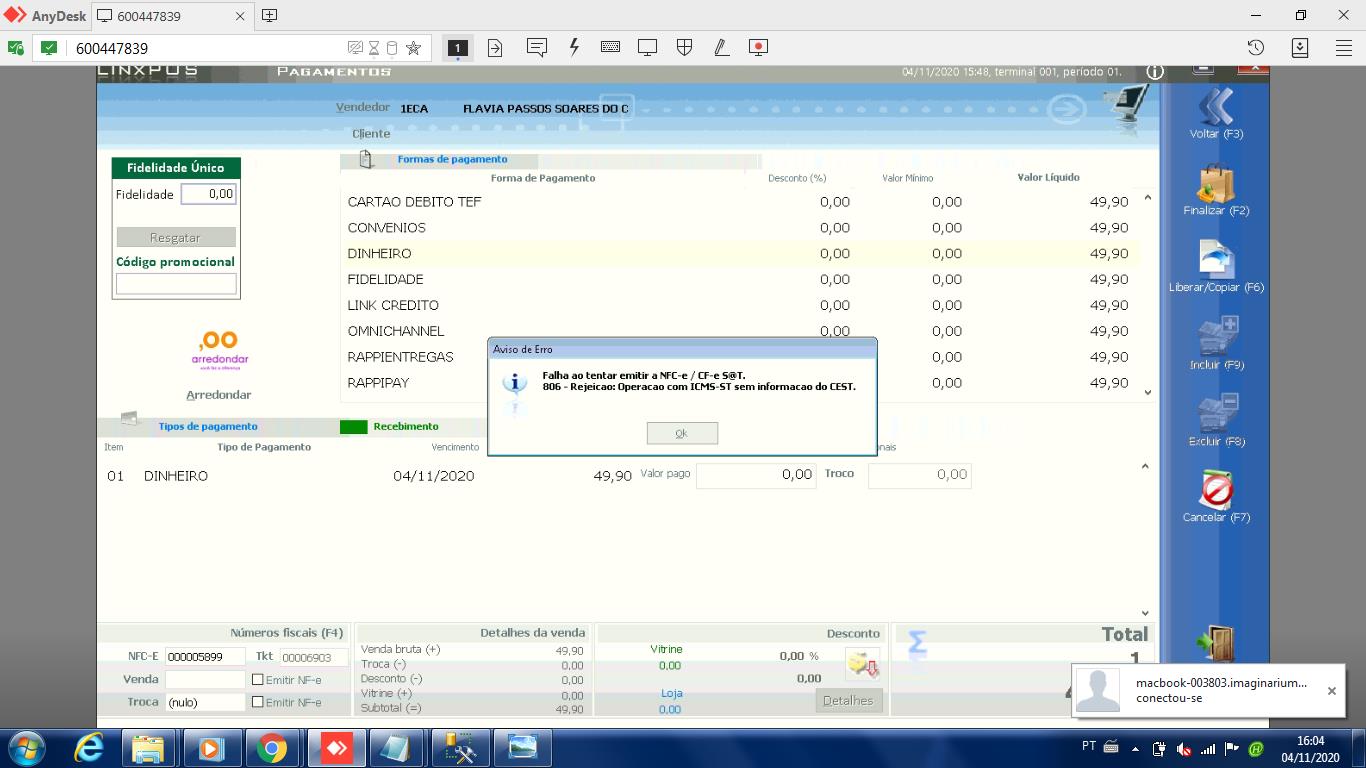 AnyDesk
600447839
600447839
1
LINXPOS
PAGAMENTOS
04/11/2020 15:48, terminal 001, período 01.
Vendedor 1ECA FLAVIA PASSOS SOARES DO C
Cliente
Voltar (F3)
Finalizar (F2)
Liberar/Copiar (F6)
Incluir (F9)
Excluir (F8)
Cancelar (F7)
Fidelidade Único
Fidelidade 0,00
Resgatar
Código promocional
,00
arredondar
Arredondar
Formas de pagamento
Forma de Pagamento Desconto (%) Valor Mínimo Valor Líquido
CARTAO DEBITO TEF 0,00 0,00 49,90
CONVENIOS 0,00 0,00 49,90
DINHEIRO 0,00 0,00 49,90
FIDELIDADE 0,00 0,00 49,90
LINK CREDITO 0,00 0,00 49,90
OMNICHANNEL 0,00 0,00 49,90
RAPPIENTREGAS 0,00 49,90
RAPPIPAY 0,00 49,90
Aviso de Erro
Falha ao tentar emitir a NFC-e / CF-e S@T.
806 - Rejeicao: Operacao com ICMS-ST sem informacao do CEST.
Ok
Tipos de pagamento
Recebimento
Item Tipo de Pagamento Vencimento
01 DINHEIRO 04/11/2020 49,90 Valor pago 0,00 Troco 0,00
Números fiscais (F4)
NFC-E 000005899 Tkt 00006903
Venda Emitir NF-e
Troca (nulo) Emitir NF-e
Detalhes da venda
Venda bruta (+) 49,90
Troca (-) 0,00
Desconto (-) 0,00
Vitrine (+) 0,00
Subtotal (=) 49,90
Desconto
Vitrine
0,00
0,00 %
0,00
Loja
0,00
Detalhes
Total
1
macbook-003803.imaginarium...
conectou-se
PT
16:04
04/11/2020